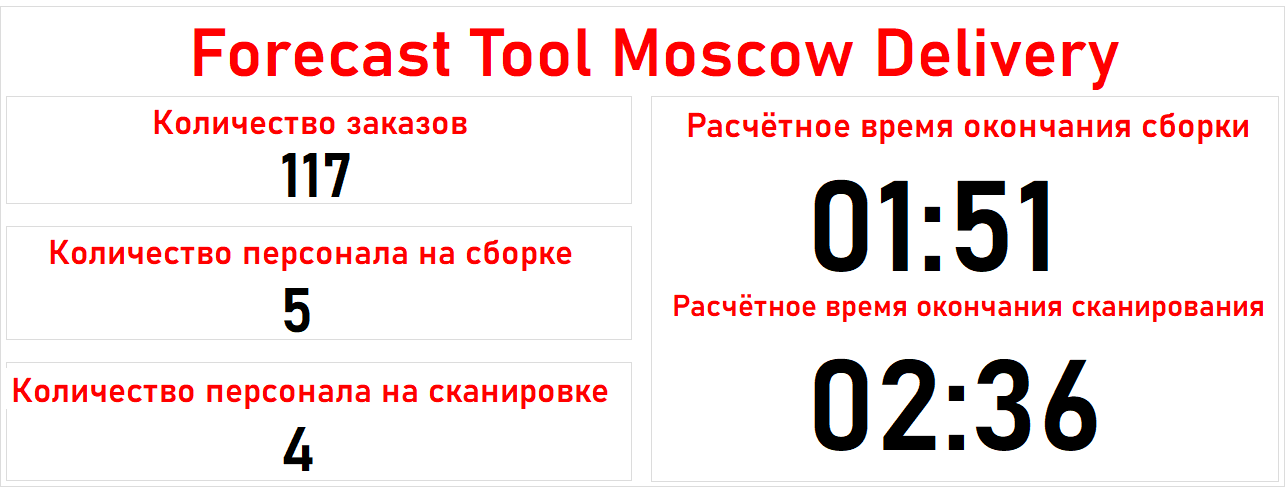 Forecast Tool Moscow Delivery
Количество заказов
117
Количество персонала на сборке
5
Количество персонала на сканировке
4
Расчётное время окончания сборки
01:51
Расчётное время окончания сканирования
02:36